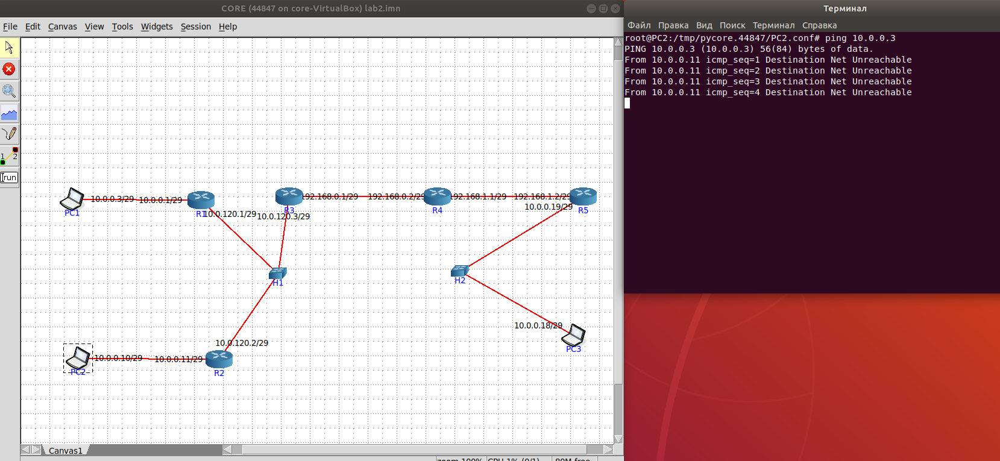 CORE (44847 on core-VirtualBox) lab2.imn
File Edit Canvas View Tools Widgets Session Help
1 2
run
10.0.0.3/29
10.0.0.1/29
PC1
R1
10.0.120.1/29
R3
10.0.120.3/29
192.168.0.1/29
192.168.0.2/29
R4
192.168.1.1/29
192.168.1.2/29
10.0.0.19/29
R5
H1
H2
10.0.0.18/29
PC3
10.0.120.2/29
10.0.0.10/29
10.0.0.11/29
PC2
R2
Canvas1
zoom 100%
CPU 1% (0/1)
80M free
Терминал
Файл Правка Вид Поиск Терминал Справка
root@PC2:/tmp/pycore.44847/PC2.conf# ping 10.0.0.3
PING 10.0.0.3 (10.0.0.3) 56(84) bytes of data.
From 10.0.0.11 icmp_seq=1 Destination Net Unreachable
From 10.0.0.11 icmp_seq=2 Destination Net Unreachable
From 10.0.0.11 icmp_seq=3 Destination Net Unreachable
From 10.0.0.11 icmp_seq=4 Destination Net Unreachable